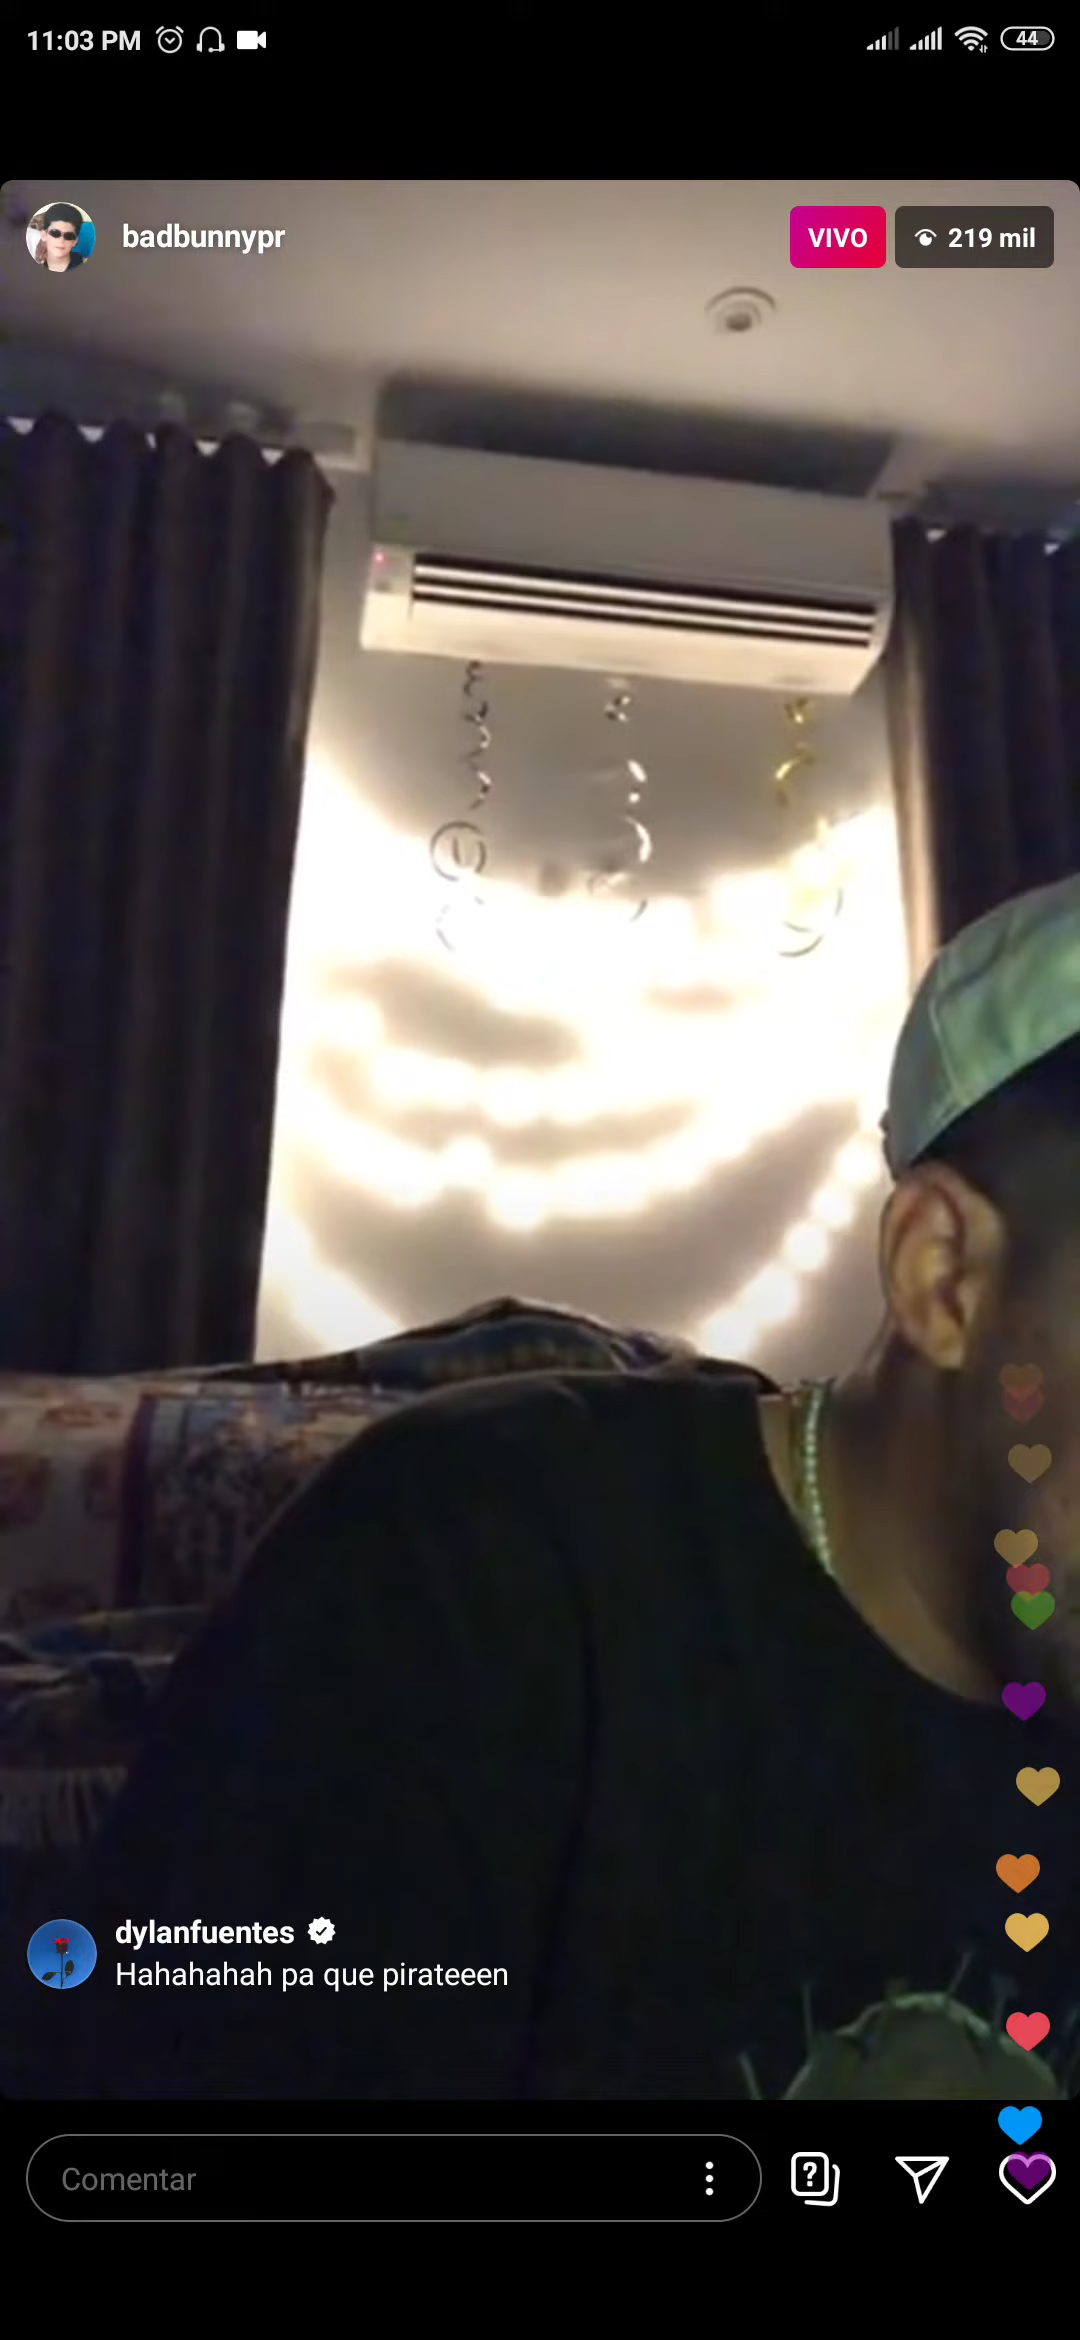 11:03 PM
44
badbunnypr
VIVO
219 mil
dylanfuentes
Hahahahah pa que pirateeen
Comentar